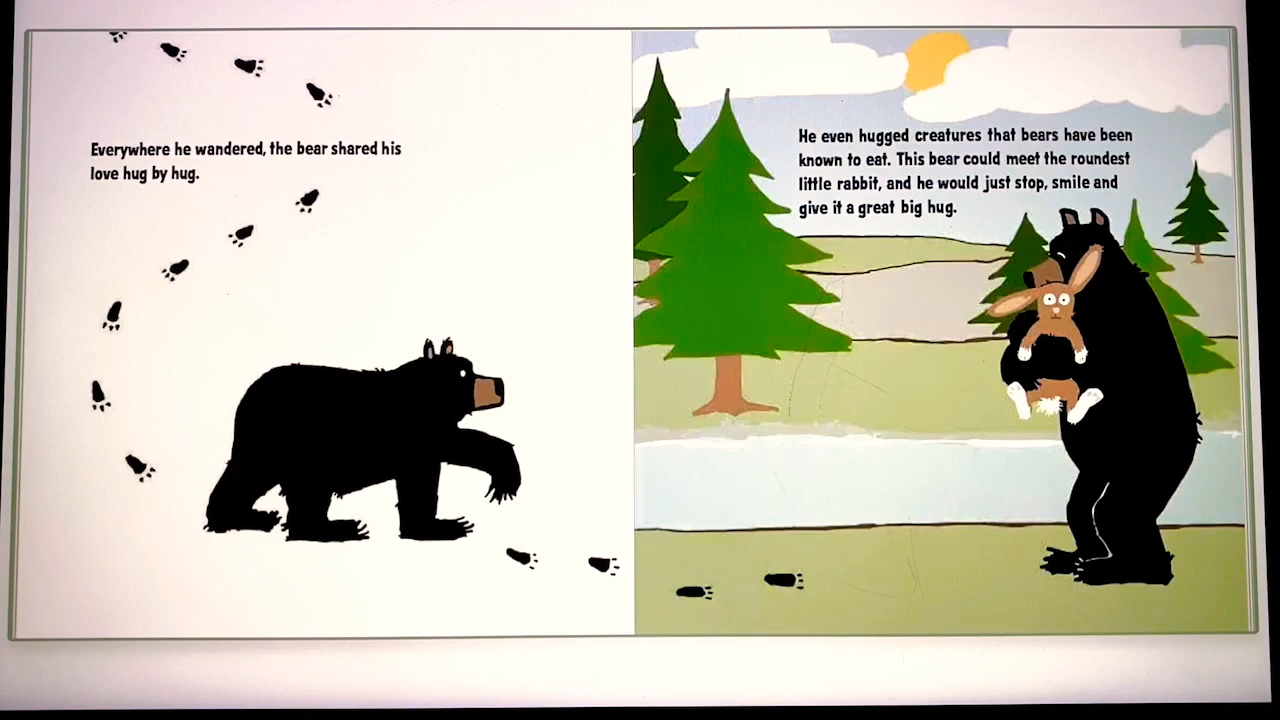 Everywhere he wandered, the bear shared his
love hug by hug.
He even hugged creatures that bears have been
known to eat. This bear could meet the roundest
little rabbit, and he would just stop, smile and
give it a great big hug.